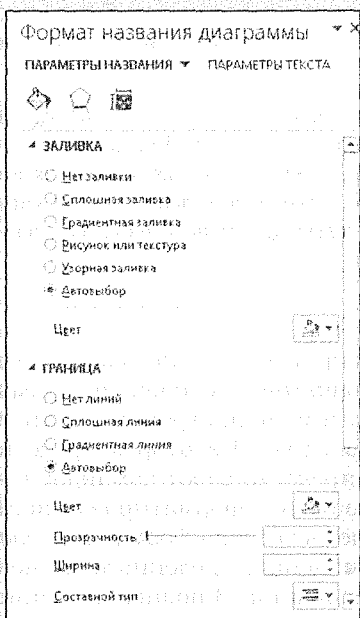 Формат названия диаграммы
ПАРАМЕТРЫ НАЗВАНИЯ ПАРАМЕТРЫ ТЕКСТА
ЗАЛИВКА
Нет заливки
Сплошная заливка
Градиентная заливка
Рисунок или текстура
Узорная заливка
Автовыбор
Цвет
ГРАНИЦА
Нет линий
Сплошная линия
Градиентная линия
Автовыбор
Цвет
Прозрачность
Ширина
Составной тип